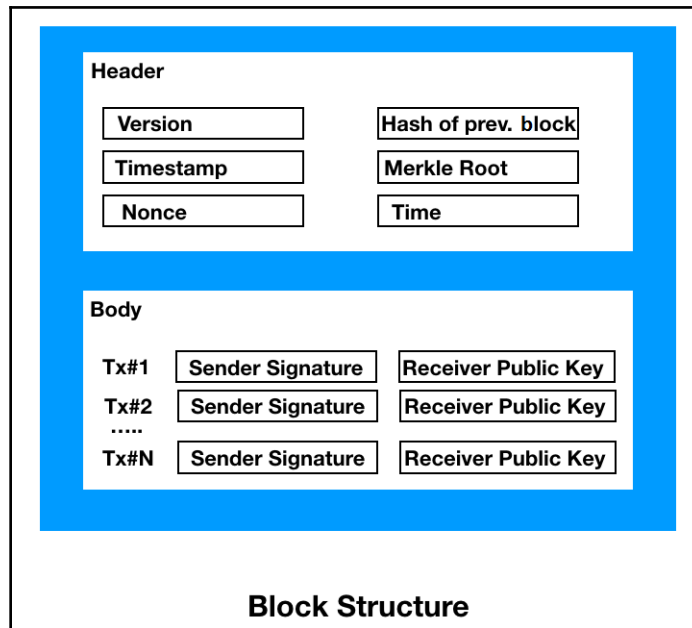 Header
Version Hash of prev. block
Timestamp Merkle Root
Nonce Time
Body
Tx#1 Sender Signature Receiver Public Key
Tx#2 Sender Signature Receiver Public Key
.....
Tx#N Sender Signature Receiver Public Key
Block Structure